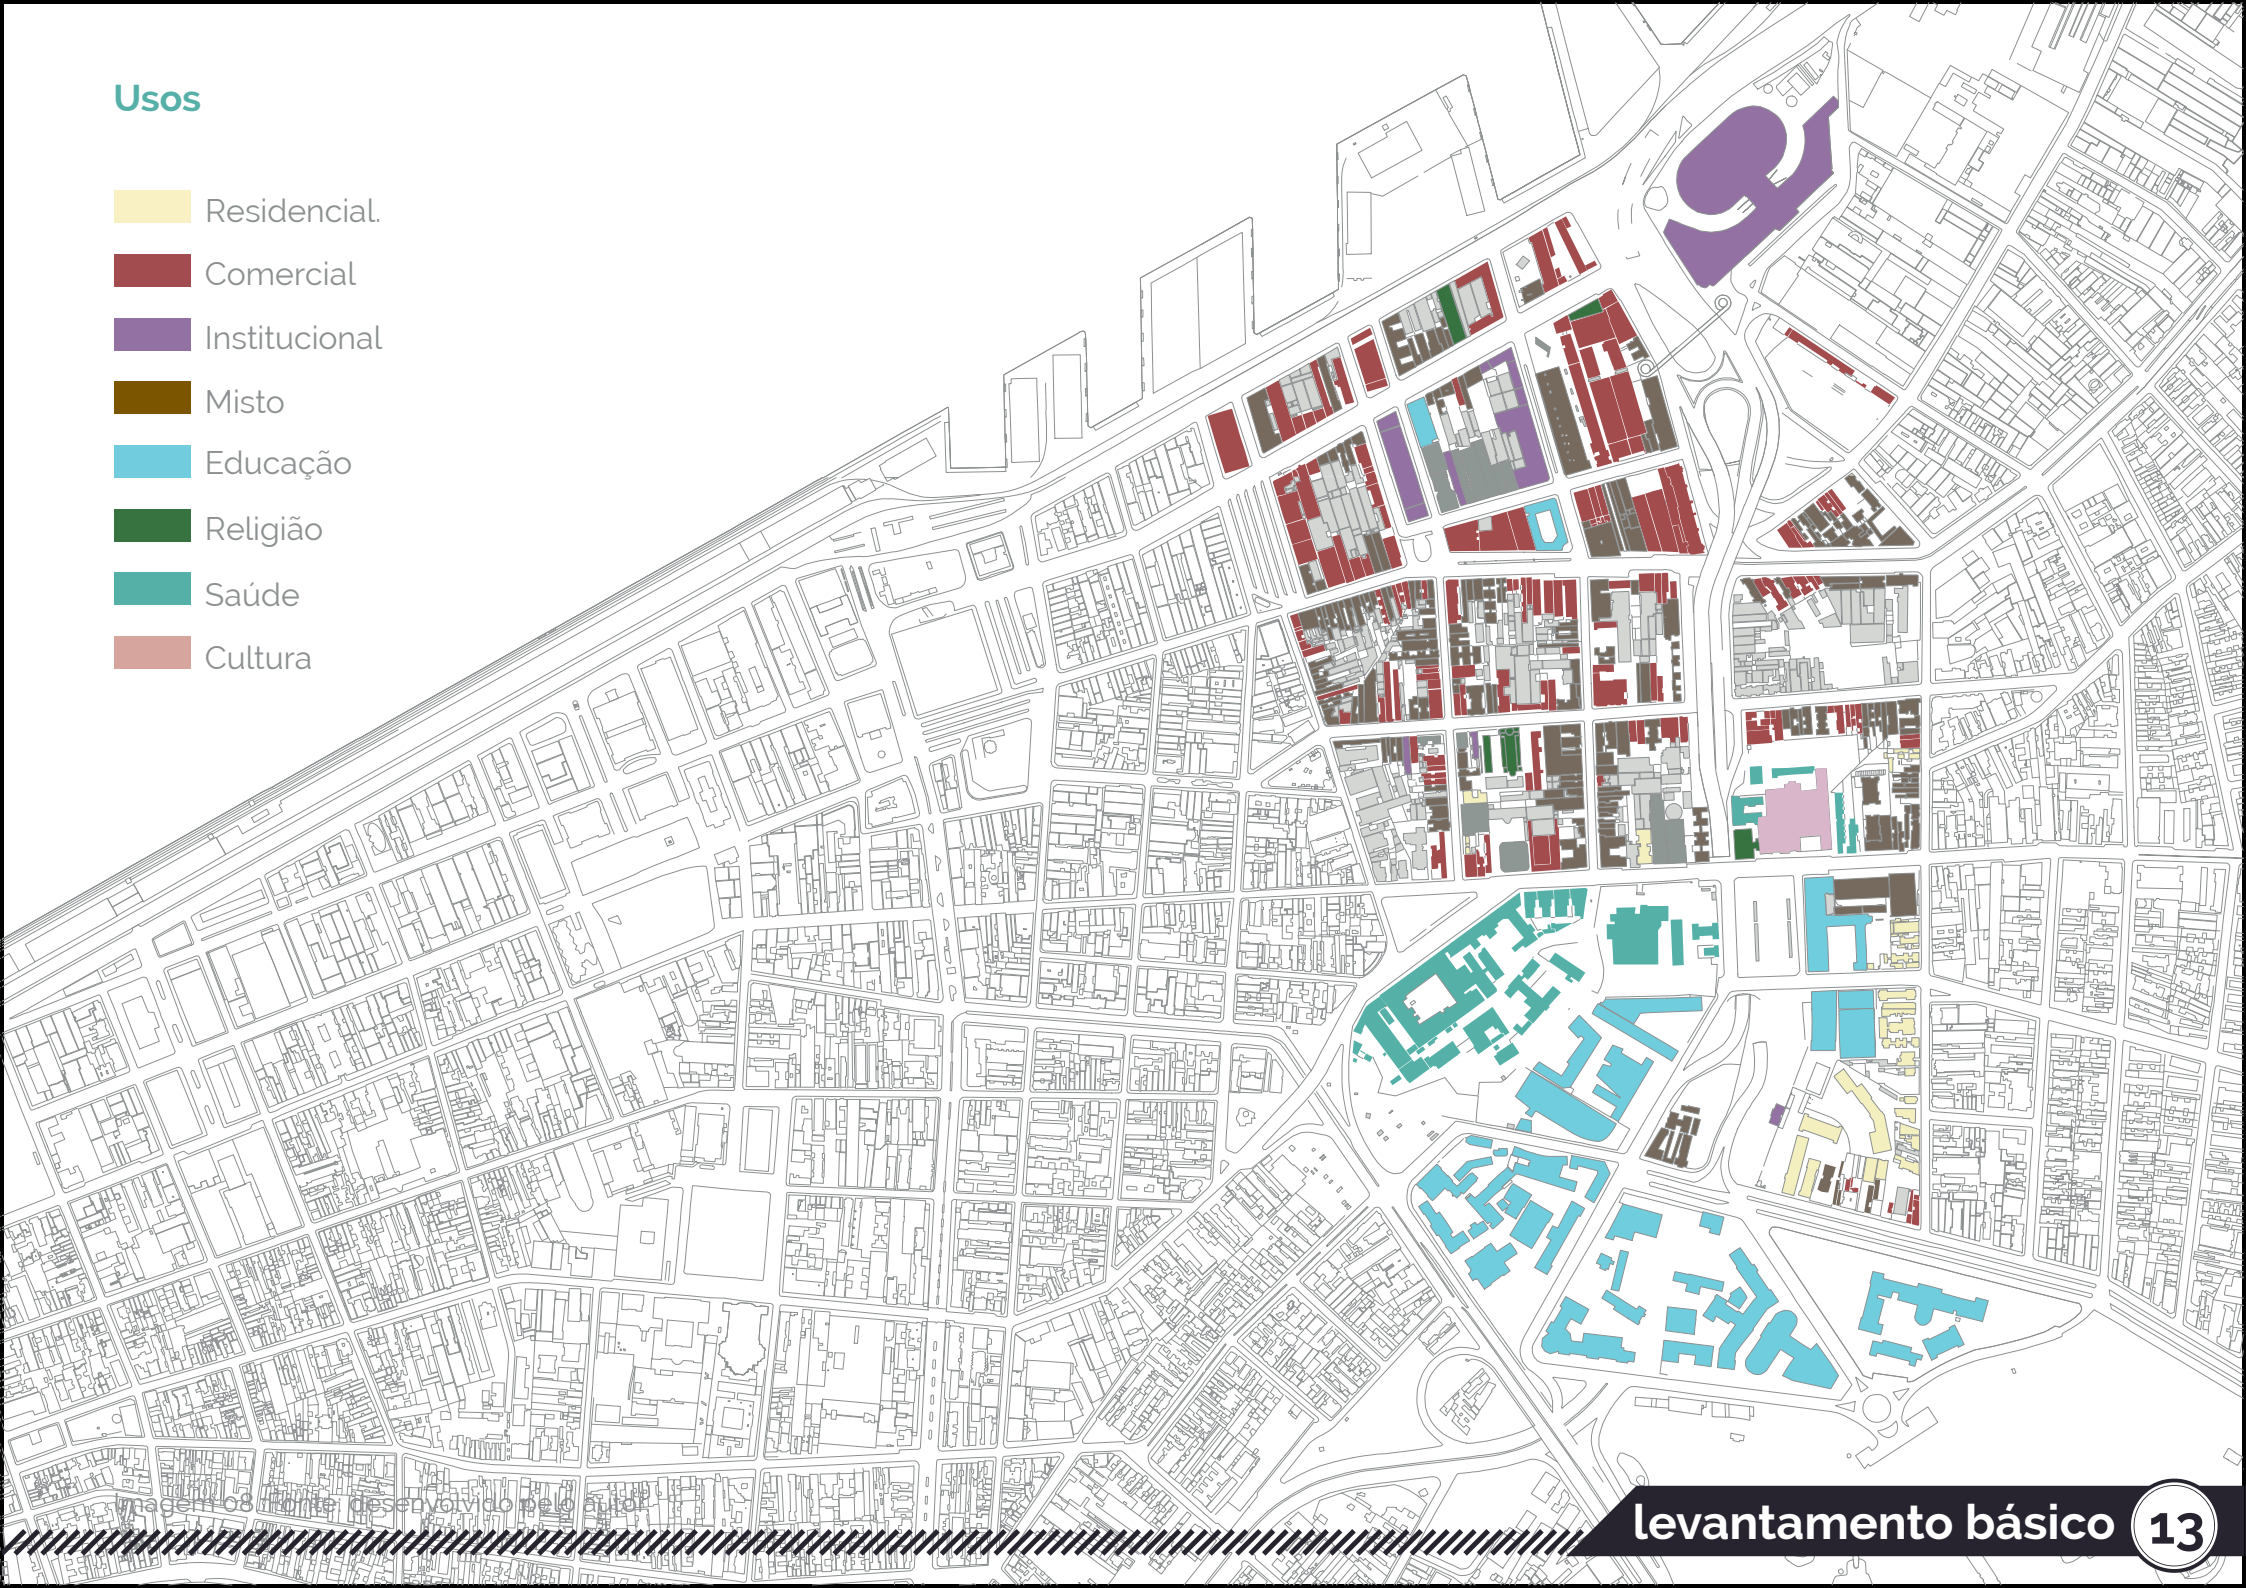 Usos
Residencial.
Comercial
Institucional
Misto
Educação
Religião
Saúde
Cultura
Imagem 08. Fonte: desenvolvido pelo autor.
levantamento básico
13